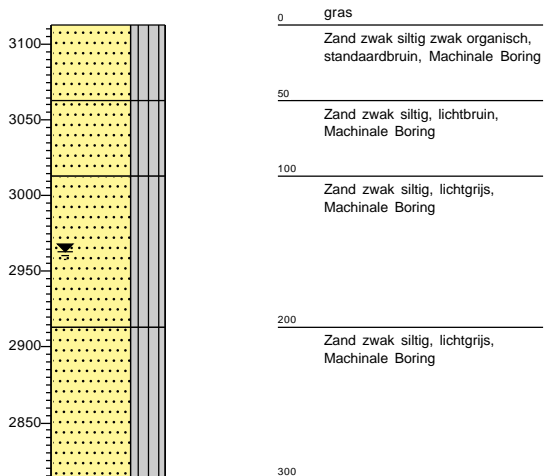 3100
3050
3000
2950
2900
2850
0
gras
Zand zwak siltig zwak organisch,
standaardbruin, Machinale Boring
50
Zand zwak siltig, lichtbruin,
Machinale Boring
100
Zand zwak siltig, lichtgrijs,
Machinale Boring
200
Zand zwak siltig, lichtgrijs,
Machinale Boring
300